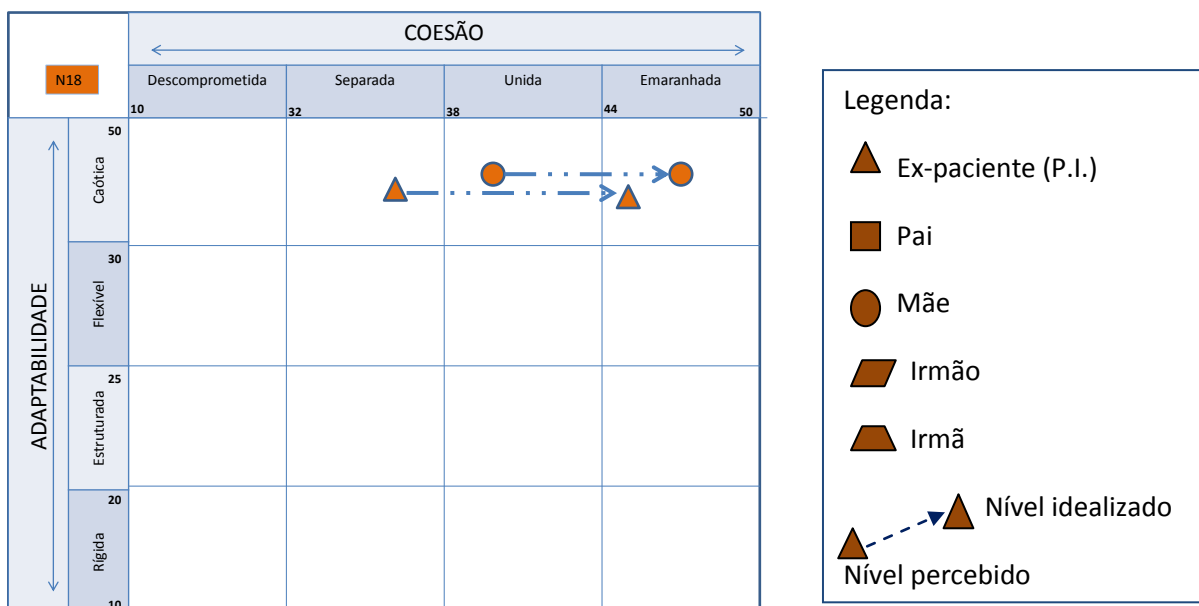 COESÃO
N18
Descomprometida Separada Unida Emaranhada
10 32 38 44 50
ADAPTABILIDADE
50
Caótica
30
Flexível
25
Estruturada
20
Rígida
10
Legenda:
Ex-paciente (P.I.)
Pai
Mãe
Irmão
Irmã
Nível idealizado
Nível percebido